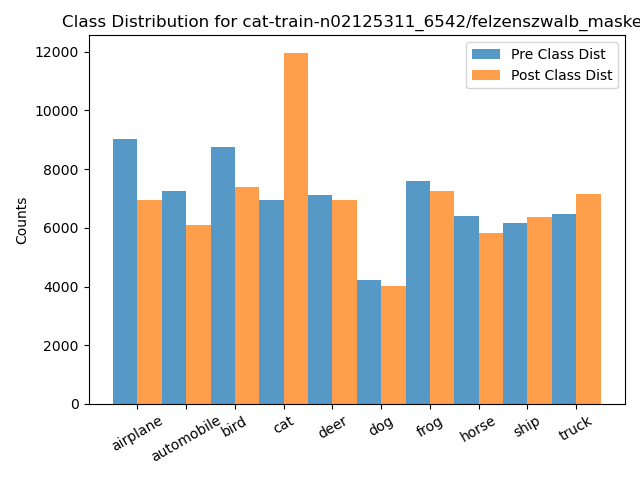 Class Distribution for cat-train-n02125311_6542/felzenszwalb_maske
Pre Class Dist
Post Class Dist
Counts
12000
10000
8000
6000
4000
2000
0
airplane
automobile
bird
cat
deer
dog
frog
horse
ship
truck